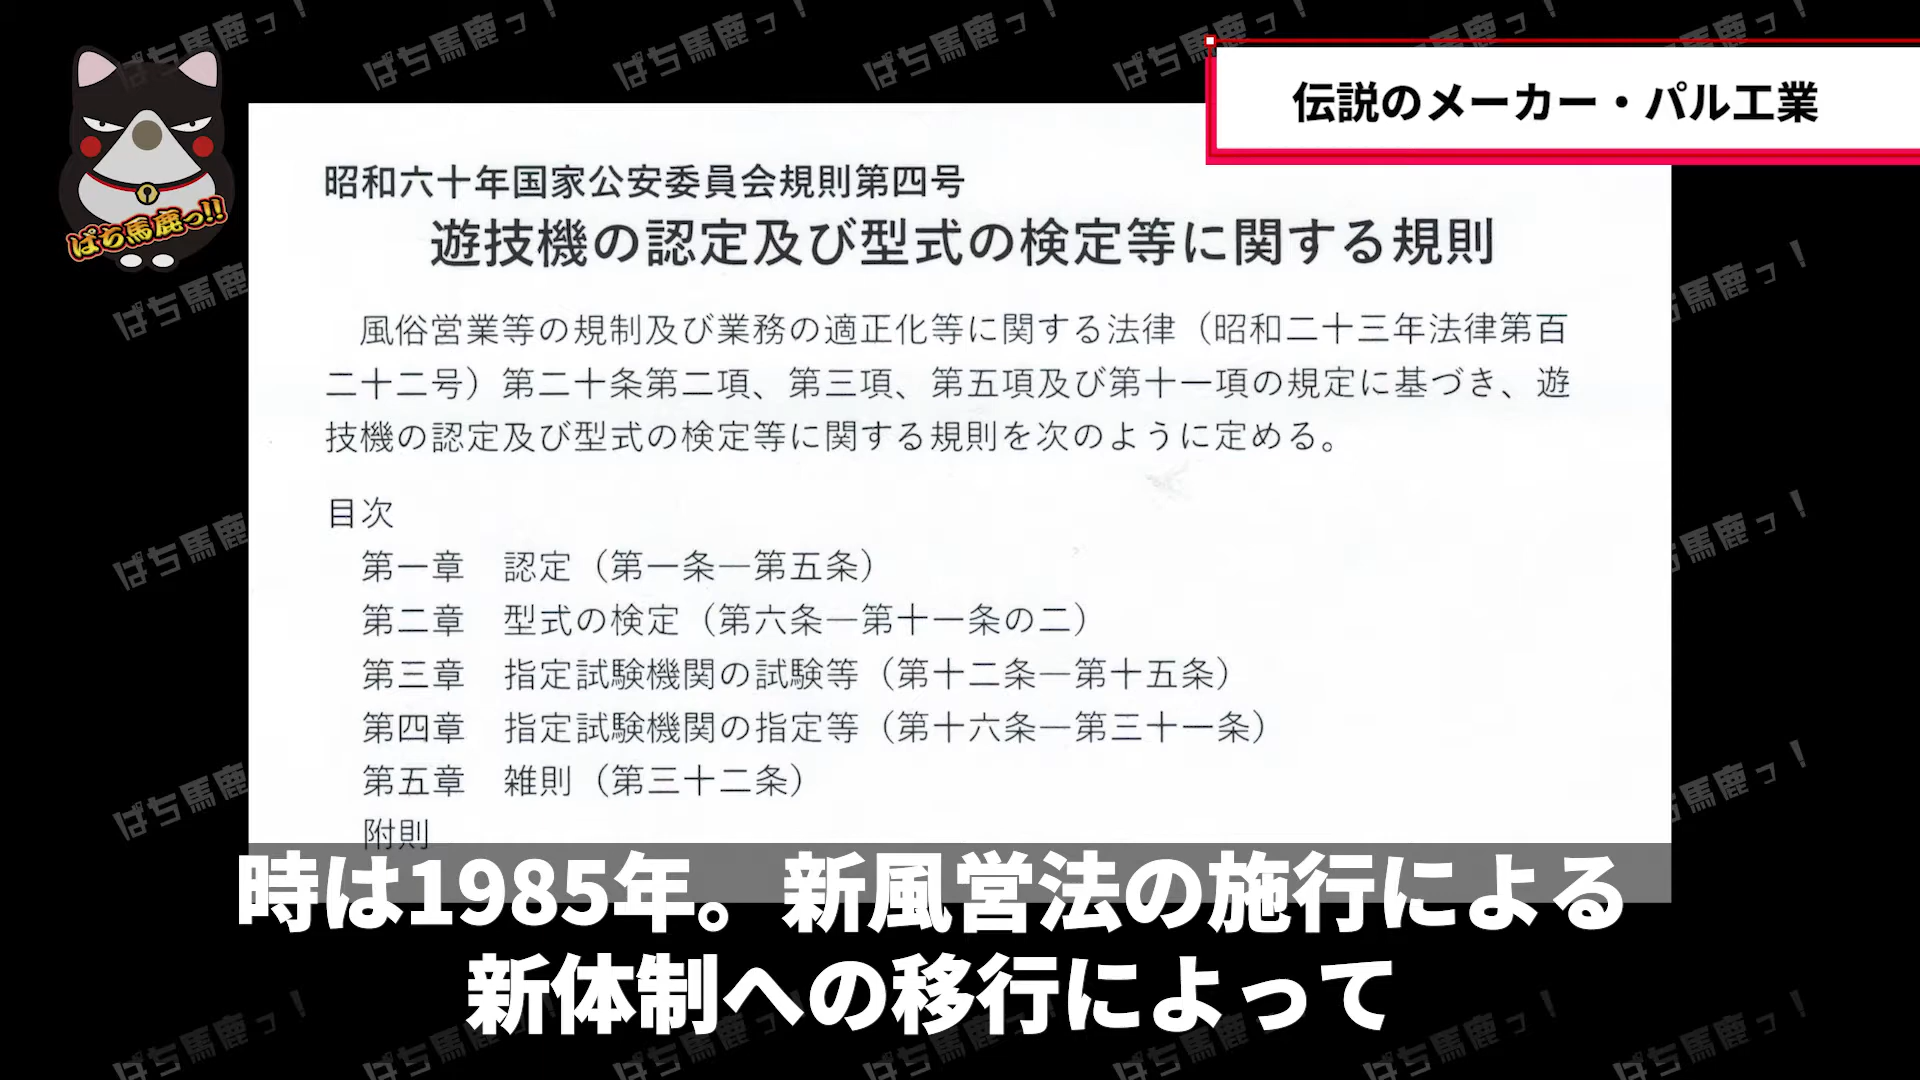 伝説のメーカー・パル工業
ぱち馬鹿っ!!
昭和六十年国家公安委員会規則第四号
遊技機の認定及び型式の検定等に関する規則
風俗営業等の規制及び業務の適正化等に関する法律（昭和二十三年法律第百
二十二号）第二十条第二項、第三項、第五項及び第十一項の規定に基づき、遊
技機の認定及び型式の検定等に関する規則を次のように定める。
目次
第一章　認定（第一条―第五条）
第二章　型式の検定（第六条―第十一条の二）
第三章　指定試験機関の試験等（第十二条―第十五条）
第四章　指定試験機関の指定等（第十六条―第三十一条）
第五章　雑則（第三十二条）
附則
時は1985年。新風営法の施行による
新体制への移行によって
ぱち馬鹿っ！